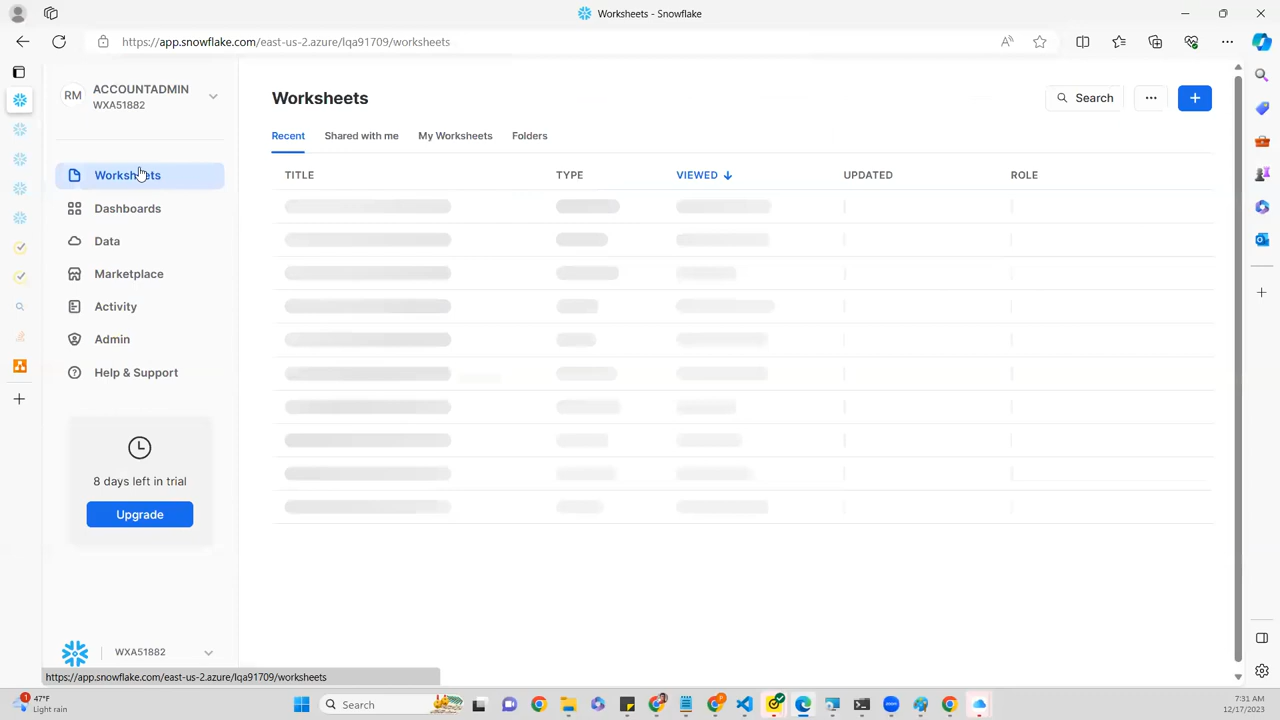 Worksheets - Snowflake
https://app.snowflake.com/east-us-2.azure/lqa91709/worksheets
RM
ACCOUNTADMIN
WXA51882
Worksheets
Dashboards
Data
Marketplace
Activity
Admin
Help & Support
8 days left in trial
Upgrade
WXA51882
https://app.snowflake.com/east-us-2.azure/lqa91709/worksheets
Worksheets
Search
Recent Shared with me My Worksheets Folders
TITLE TYPE VIEWED UPDATED ROLE
1
47°F
Light rain
Search
7:31 AM
12/17/2023